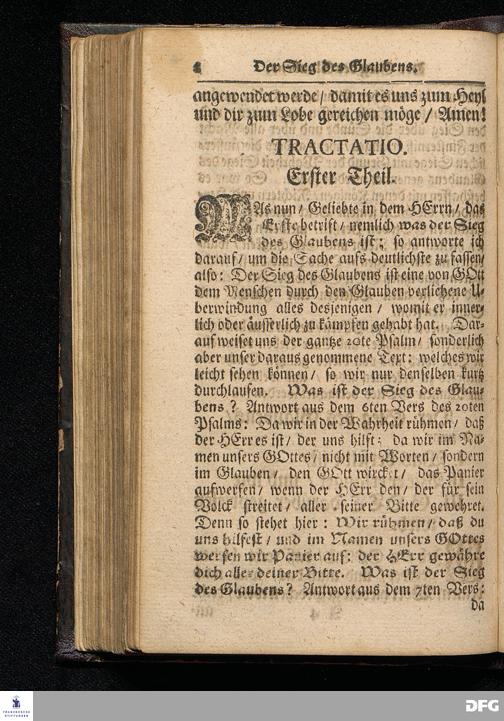 8 Der Sieg des Glaubens.
angewendet werde / damit es uns zum Heyl
und dir zum Lobe gereichen möge / Amen!
TRACTATIO.
Erster Theil.
WAs nun / Geliebte in dem HErrn / das
Erste betrift / nemlich was der Sieg
des Glaubens ist; so antworte ich
darauf / um die Sache aufs deutlichste zu fassen /
also: Der Sieg des Glaubens ist eine von GOtt
dem Menschen durch den Glauben verliehene U-
berwindung alles desjenigen / womit er inner-
lich oder äusserlich zu kämpfen gehabt hat. Dar-
auf weiset uns der gantze 20te Psalm / sonderlich
aber unser daraus genommene Text: welches wir
leicht sehen können / so wir nur denselben kurtz
durchlaufen. Was ist der Sieg des Glau-
bens? Antwort aus dem 6ten Vers des 20ten
Psalms: Da wir in der Wahrheit rühmen / daß
der HErr es ist / der uns hilft; da wir im Na-
men unsers GOttes / nicht mit Worten / sondern
im Glauben / den GOtt wircket / das Panier
aufwerfen / wenn der HErr den / der für sein
Volck streitet / aller seiner Bitte gewehret.
Denn so stehet hier: Wir rühmen / daß du
uns hilfest / und im Namen unsers GOttes
werfen wir Panier auf: der HErr gewähre
dich aller deiner Bitte. Was ist der Sieg
des Glaubens? Antwort aus dem 7ten Vers:
da
FRANCKESCHE
STIFTUNGEN
DFG